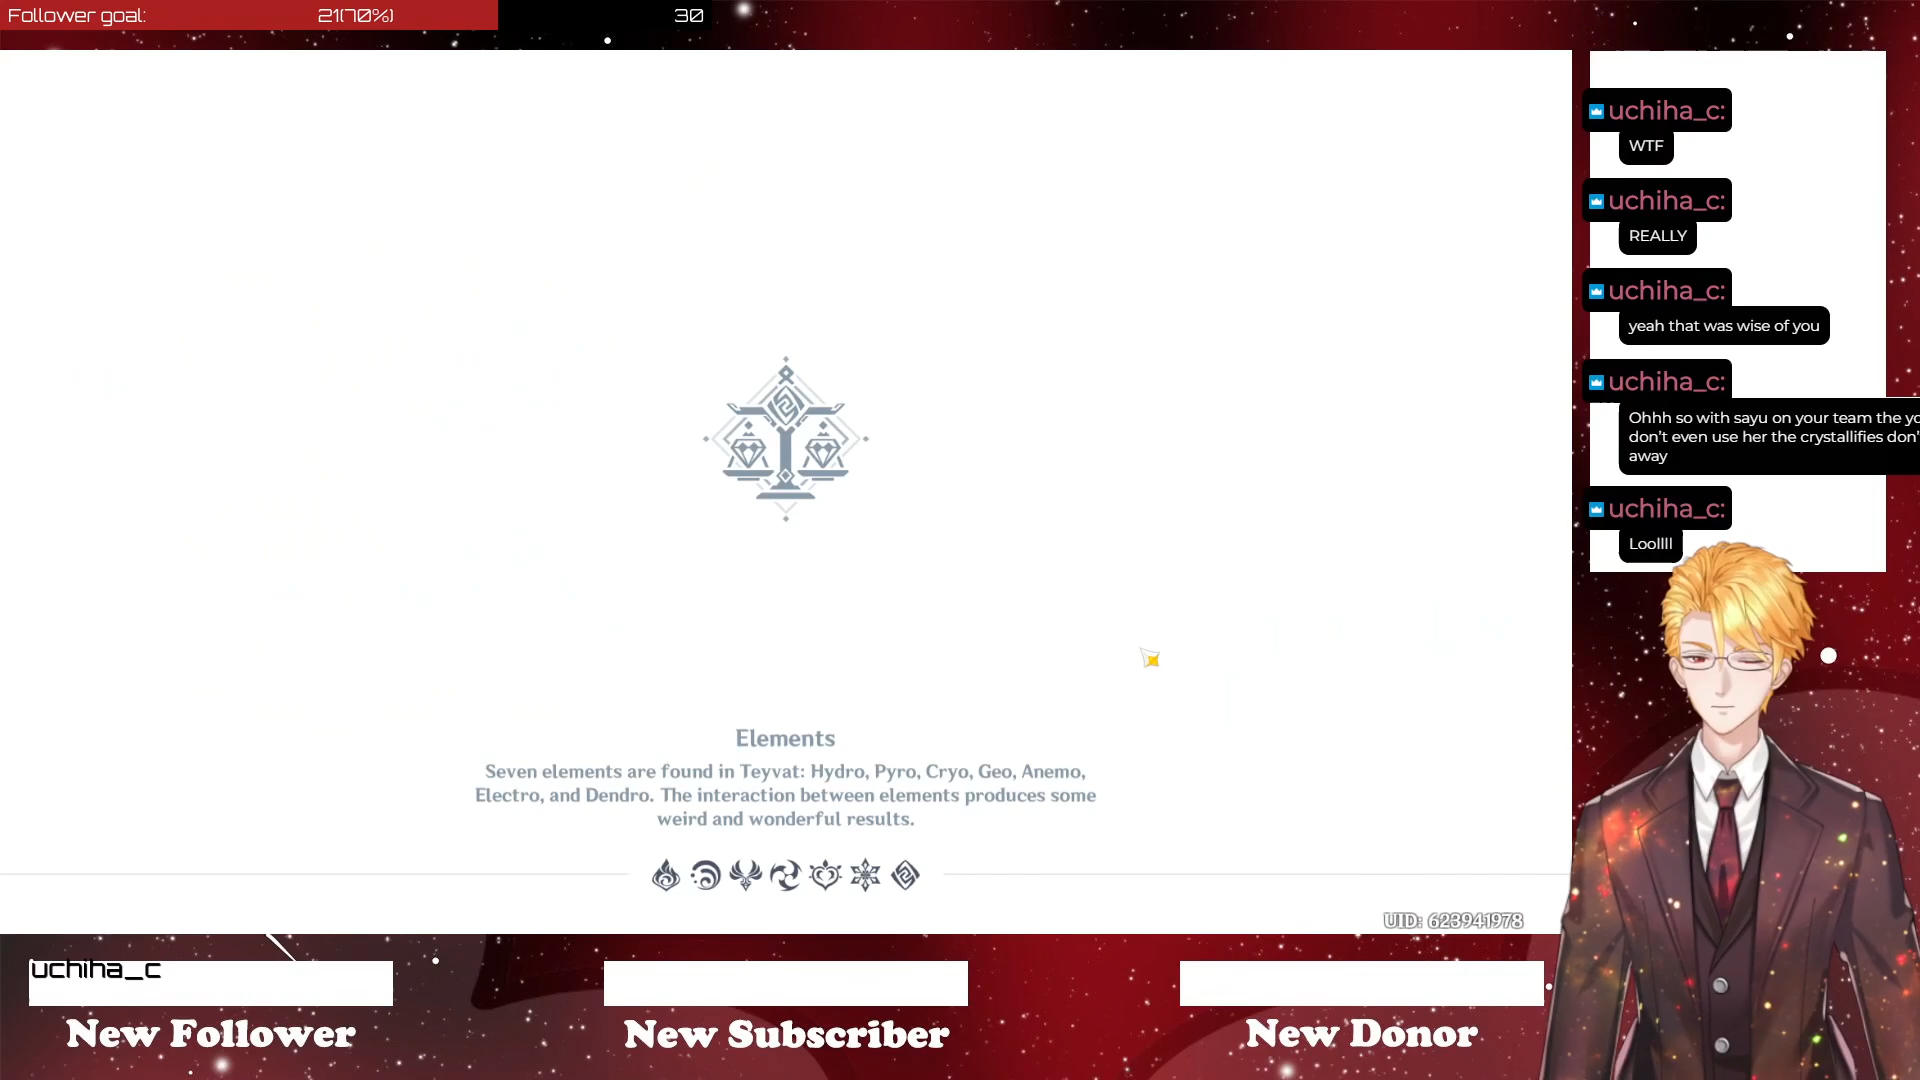 Follower goal: 21(70%) 30
uchiha_c:
WTF
uchiha_c:
REALLY
uchiha_c:
yeah that was wise of you
uchiha_c:
Ohhh so with sayu on your team the
don't even use her the crystallifies
away
uchiha_c:
Loollll
Elements
Seven elements are found in Teyvat: Hydro, Pyro, Cryo, Geo, Anemo,
Electro, and Dendro. The interaction between elements produces some
weird and wonderful results.
UID: 623941978
uchiha_c
New Follower
New Subscriber
New Donor